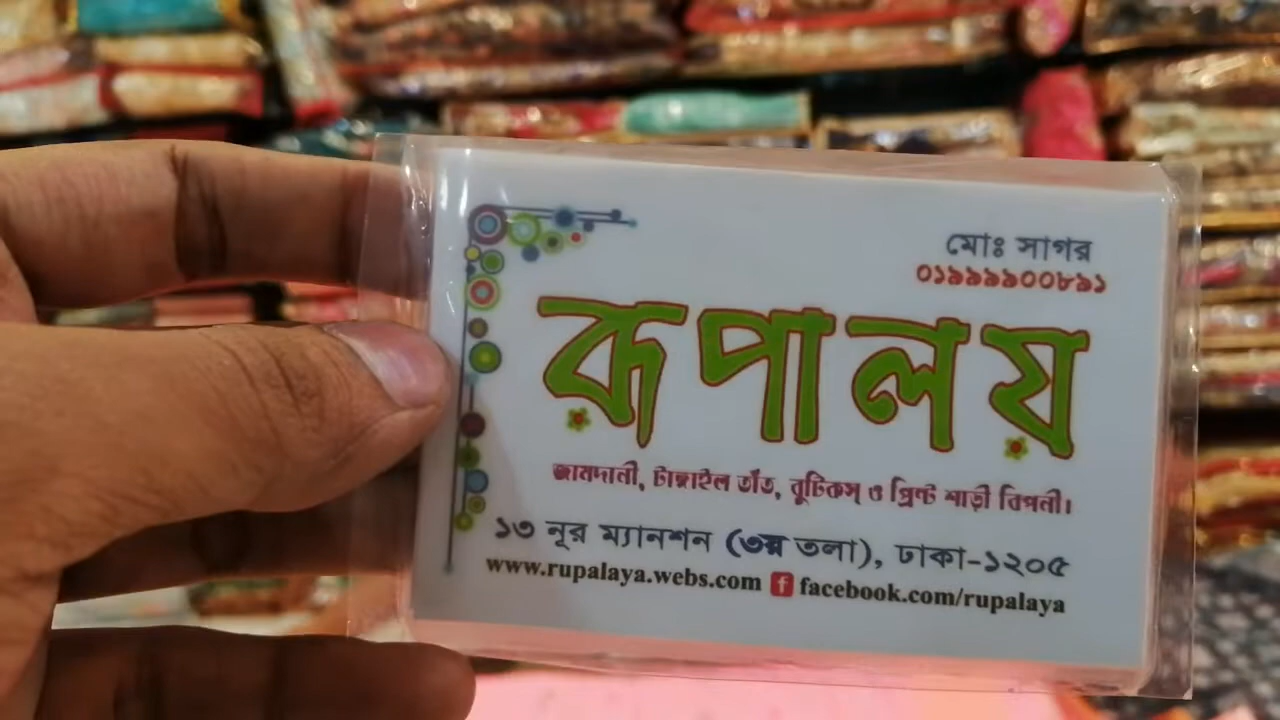 মোঃ সাগর
০১৯৯৯৯০০৮৯১
রূপালয়
জামদানী, টাঙ্গাইল তাঁত, বুটিকস্ ও প্রিন্ট শাড়ী বিপনী।
১৩ নূর ম্যানশন (৩য় তলা), ঢাকা-১২০৫
www.rupalaya.webs.com f facebook.com/rupalaya